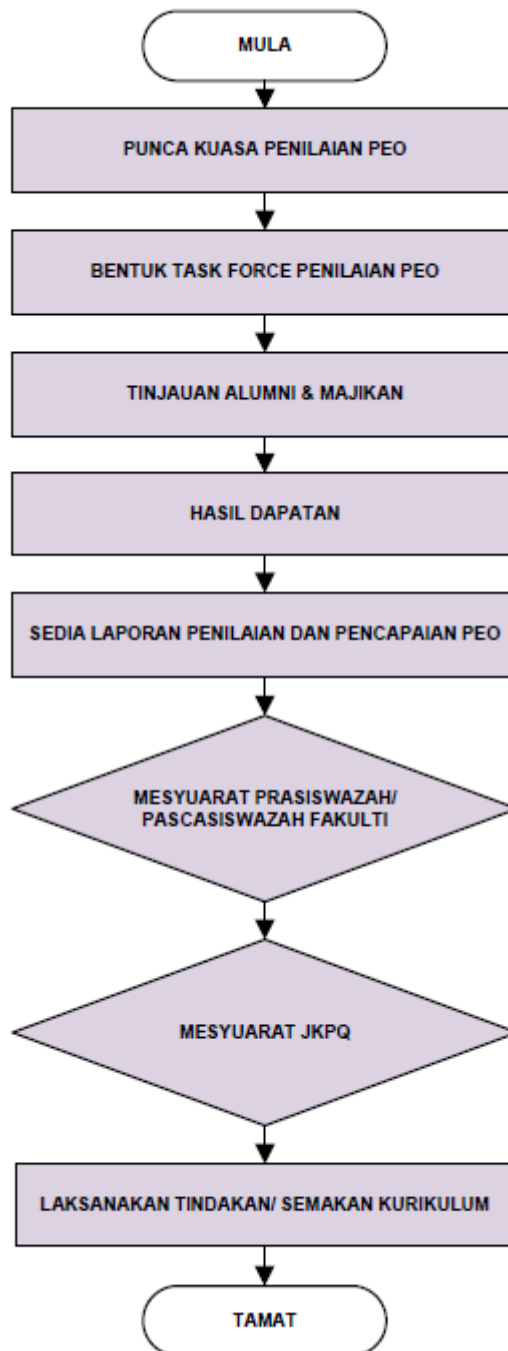 MULA
PUNCA KUASA PENILAIAN PEO
BENTUK TASK FORCE PENILAIAN PEO
TINJAUAN ALUMNI & MAJIKAN
HASIL DAPATAN
SEDIA LAPORAN PENILAIAN DAN PENCAPAIAN PEO
MESYUARAT PRASISWAZAH/
PASCASISWAZAH FAKULTI
MESYUARAT JKPQ
LAKSANAKAN TINDAKAN/ SEMAKAN KURIKULUM
TAMAT